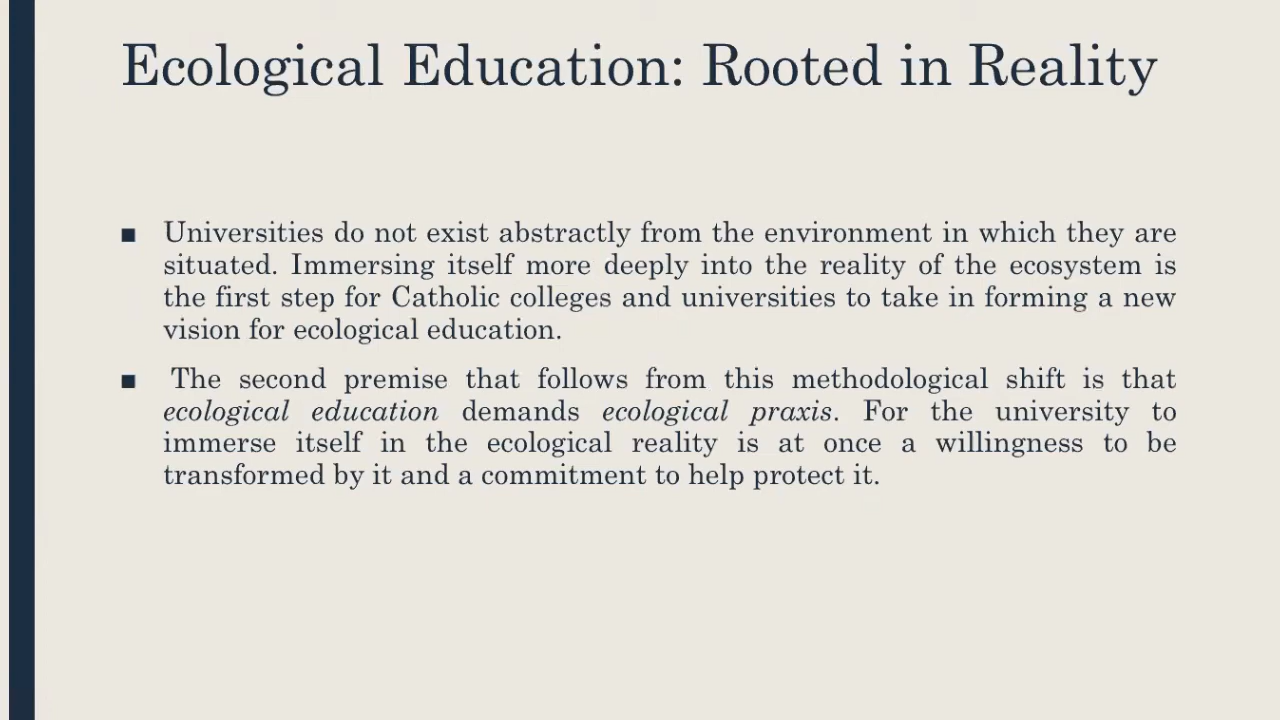 Ecological Education: Rooted in Reality
■ Universities do not exist abstractly from the environment in which they are
situated. Immersing itself more deeply into the reality of the ecosystem is
the first step for Catholic colleges and universities to take in forming a new
vision for ecological education.
■ The second premise that follows from this methodological shift is that
ecological education demands ecological praxis. For the university to
immerse itself in the ecological reality is at once a willingness to be
transformed by it and a commitment to help protect it.